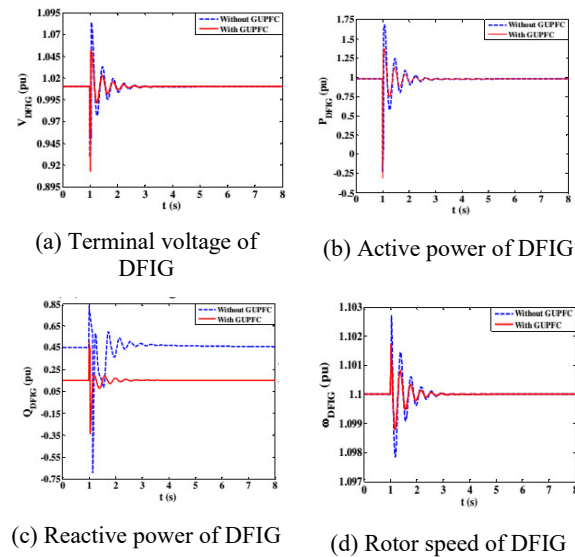 1.095
1.07
1.045
1.02
0.995
0.97
0.945
0.92
0.895
V_DFIG (pu)
Without GUPFC
With GUPFC
0 1 2 3 4 5 6 7 8
t (s)
(a) Terminal voltage of
DFIG
1.75
1.5
1.25
1
0.75
0.5
0.25
0
-0.25
-0.5
P_DFIG (pu)
Without GUPFC
With GUPFC
0 1 2 3 4 5 6 7 8
t (s)
(b) Active power of DFIG
0.85
0.65
0.45
0.25
0.05
-0.15
-0.35
-0.55
-0.75
Q_DFIG (pu)
Without GUPFC
With GUPFC
0 1 2 3 4 5 6 7 8
t (s)
(c) Reactive power of DFIG
1.103
1.102
1.101
1.1
1.099
1.098
1.097
ω_DFIG (pu)
Without GUPFC
With GUPFC
0 1 2 3 4 5 6 7 8
t (s)
(d) Rotor speed of DFIG